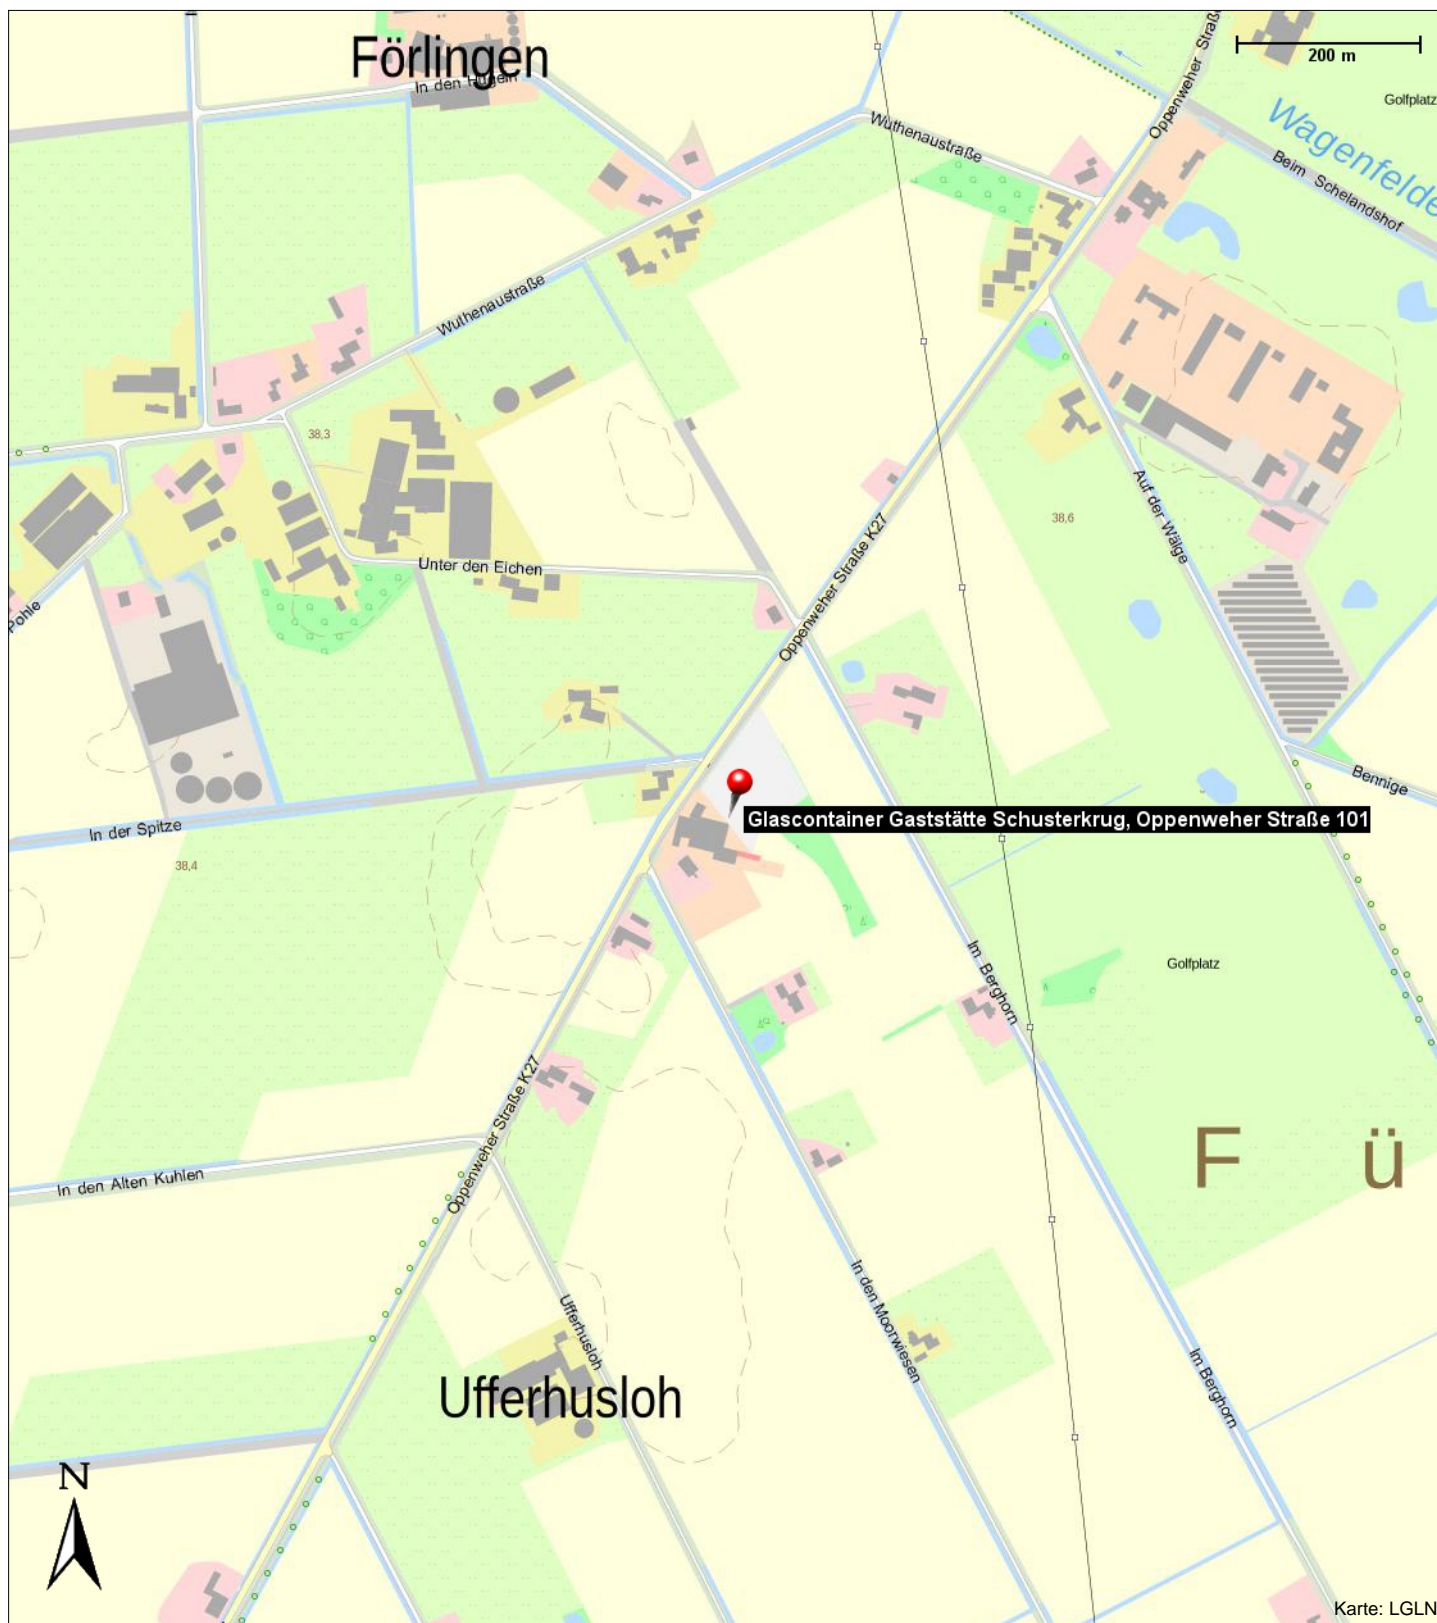 Förlingen
200 m
In den Hügeln
Oppenweher Straße
Golfplatz
Wuthenaustraße
Wagenfelde
Beim Schelandshof
Wuthenaustraße
38,3
Auf der Wälge
38,6
Unter den Eichen
Oppenweher Straße K27
Pohle
Bennige
Glascontainer Gaststätte Schusterkrug, Oppenweher Straße 101
In der Spitze
38,4
Im Berghorn
Golfplatz
Oppenweher Straße K27
F ü
In den Alten Kuhlen
In den Moorwiesen
Ufferhusloh
Ufferhusloh
Im Berghorn
N
Karte: LGLN